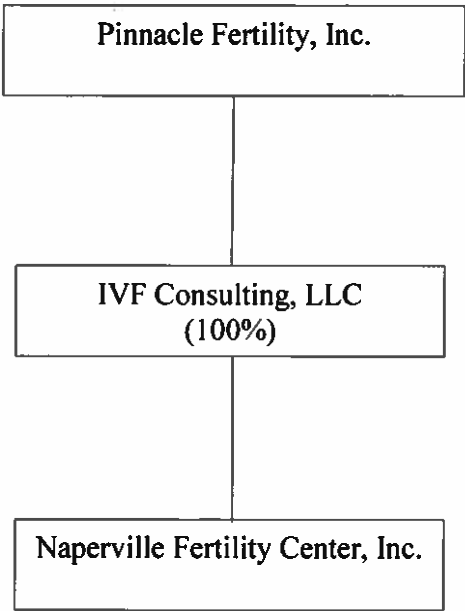 Pinnacle Fertility, Inc.
IVF Consulting, LLC
(100%)
Naperville Fertility Center, Inc.